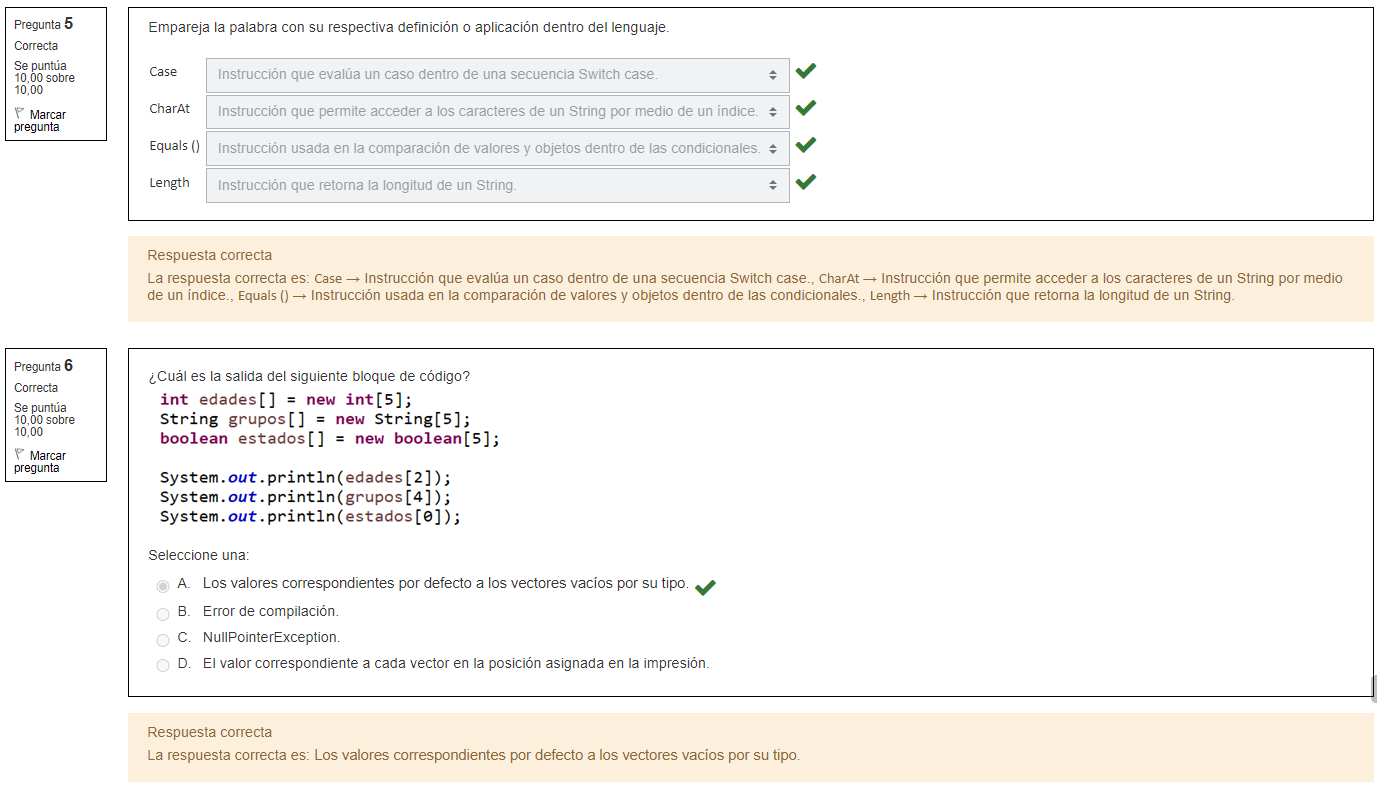 Pregunta 5
Correcta
Se puntúa
10,00 sobre
10,00
Marcar
pregunta
Empareja la palabra con su respectiva definición o aplicación dentro del lenguaje.
Case Instrucción que evalúa un caso dentro de una secuencia Switch case.
CharAt Instrucción que permite acceder a los caracteres de un String por medio de un índice.
Equals () Instrucción usada en la comparación de valores y objetos dentro de las condicionales.
Length Instrucción que retorna la longitud de un String.
Respuesta correcta
La respuesta correcta es: Case → Instrucción que evalúa un caso dentro de una secuencia Switch case., CharAt → Instrucción que permite acceder a los caracteres de un String por medio
de un índice., Equals () → Instrucción usada en la comparación de valores y objetos dentro de las condicionales., Length → Instrucción que retorna la longitud de un String.
Pregunta 6
Correcta
Se puntúa
10,00 sobre
10,00
Marcar
pregunta
¿Cuál es la salida del siguiente bloque de código?
int edades[] = new int[5];
String grupos[] = new String[5];
boolean estados[] = new boolean[5];
System.out.println(edades[2]);
System.out.println(grupos[4]);
System.out.println(estados[0]);
Seleccione una:
A. Los valores correspondientes por defecto a los vectores vacíos por su tipo.
B. Error de compilación.
C. NullPointerException.
D. El valor correspondiente a cada vector en la posición asignada en la impresión.
Respuesta correcta
La respuesta correcta es: Los valores correspondientes por defecto a los vectores vacíos por su tipo.